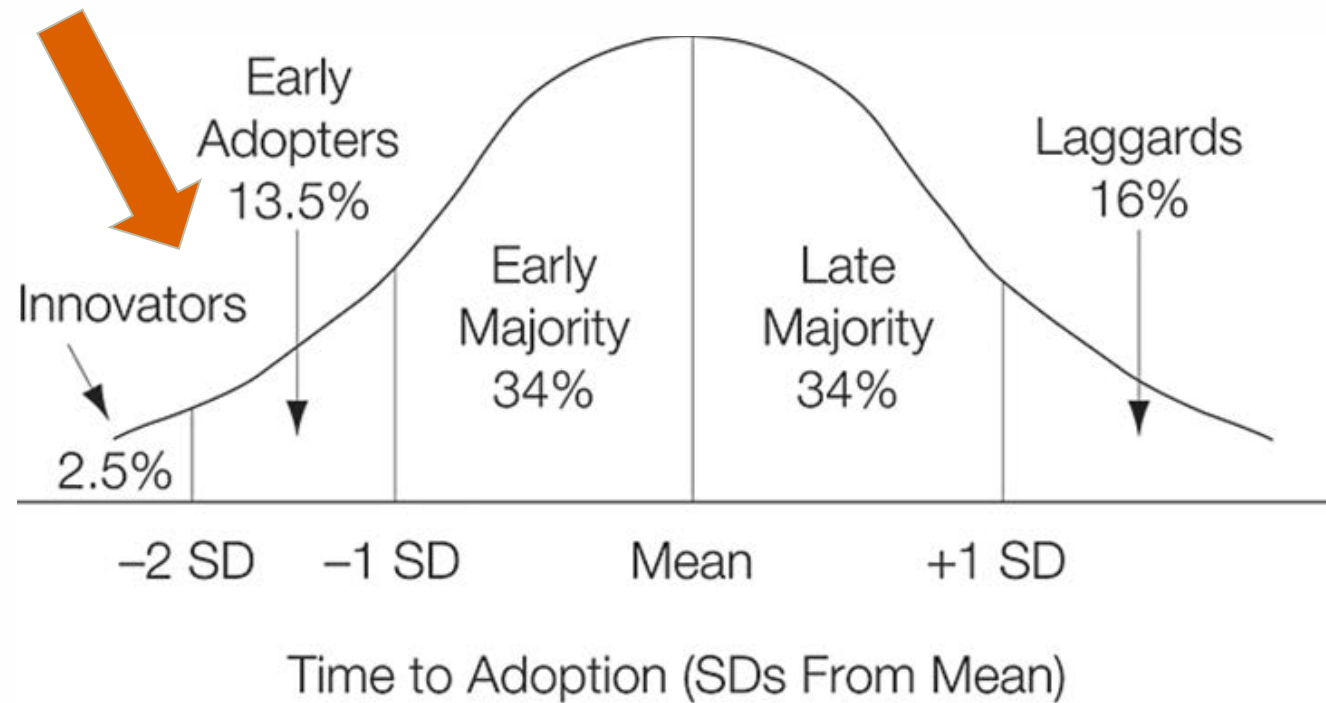 Early
Adopters
13.5%
Laggards
16%
Innovators
Early
Majority
34%
Late
Majority
34%
2.5%
–2 SD –1 SD Mean +1 SD
Time to Adoption (SDs From Mean)